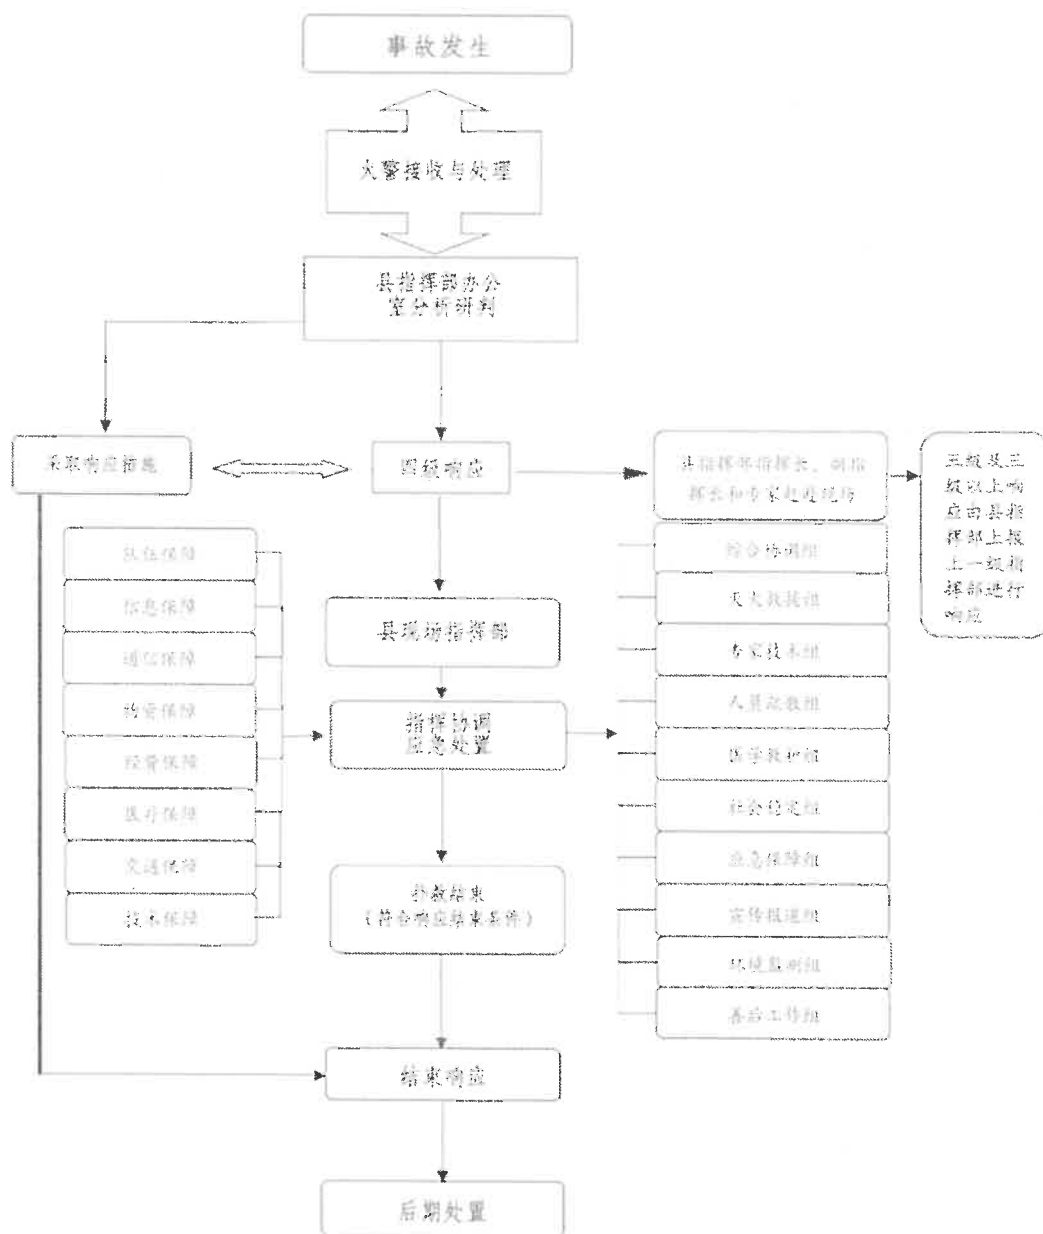 事故发生
火警接收与处理
县指挥部办公
室分析研判
采取响应措施
四级响应
县指挥部指挥长、副指
挥长和专家赶赴现场
三级及三
级以上响
应由县指
挥部上报
上一级指
挥部进行
响应
队伍保障
信息保障
通信保障
物资保障
经费保障
医疗保障
交通保障
技术保障
县现场指挥部
指挥协调
应急处置
综合协调组
灭火救援组
专家技术组
人员疏散组
医学救护组
社会稳定组
应急保障组
宣传报道组
环境监测组
善后工作组
扑救结束
（符合响应结束条件）
结束响应
后期处置